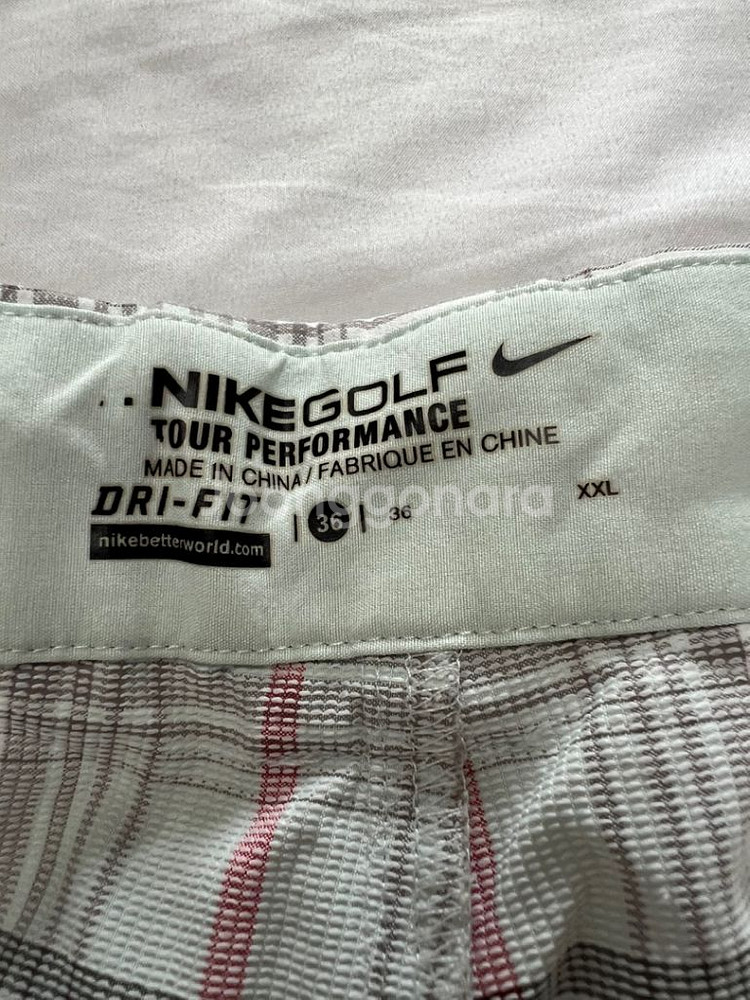 NIKEGOLF
TOUR PERFORMANCE
MADE IN CHINA / FABRIQUE EN CHINE
DRI-FIT | 36 | 36 XXL
nikebetterworld.com